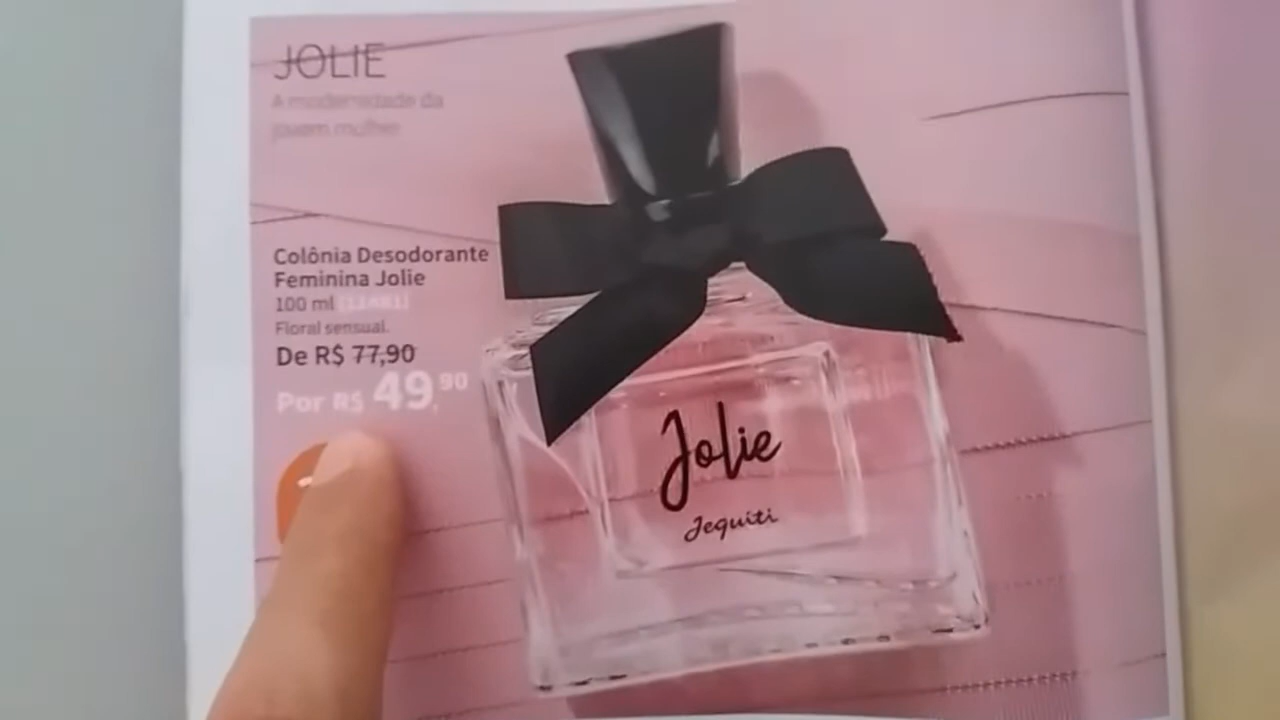 JOLIE
A modernidade da
jovem mulher
Colônia Desodorante
Feminina Jolie
100 ml
Floral sensual.
De R$ 77,90
Por R$ 49,90
Jolie
Jequiti